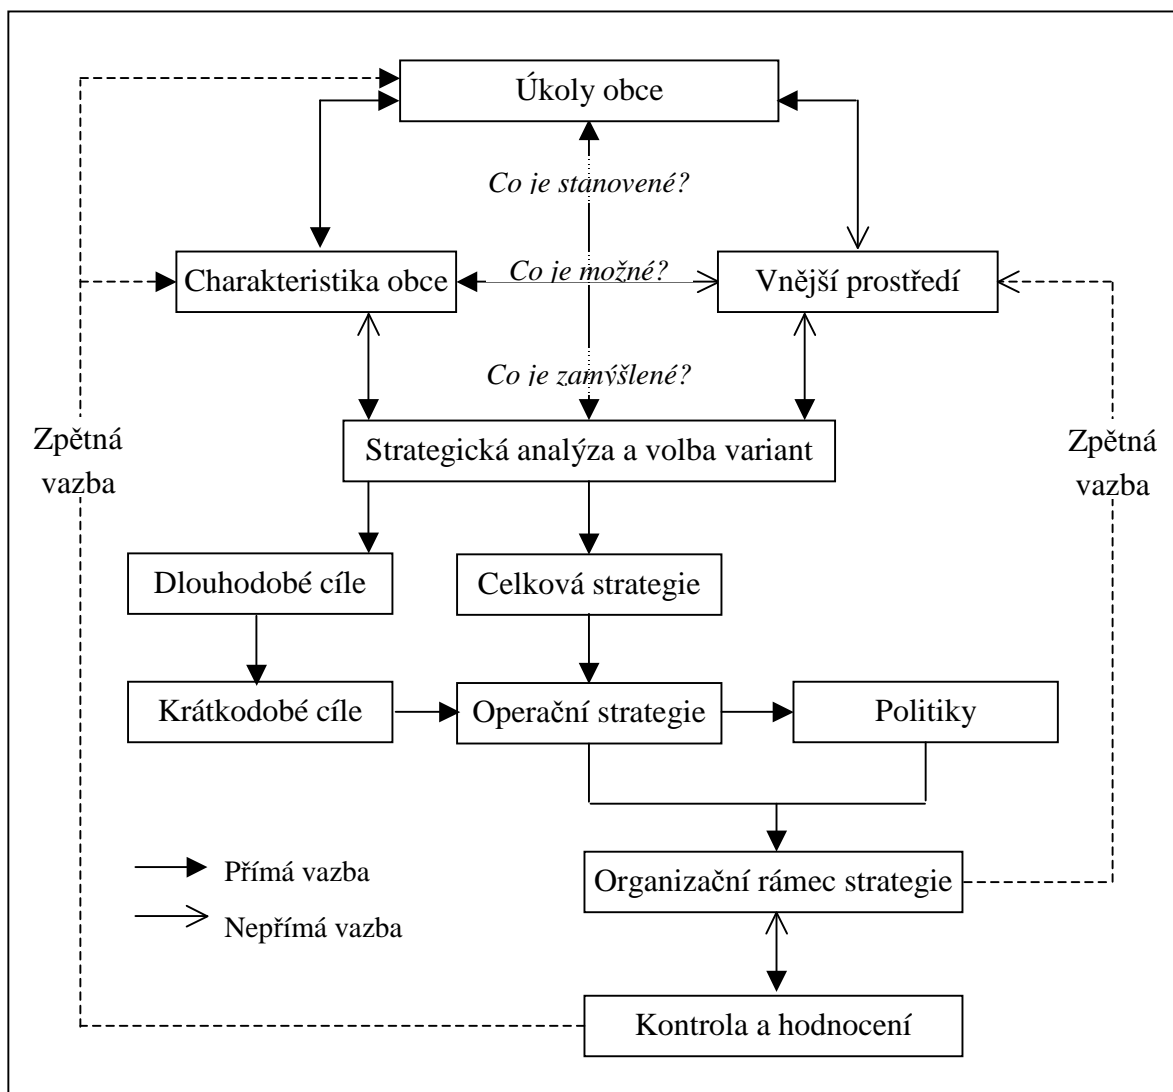 Úkoly obce
Co je stanovené?
Charakteristika obce
Co je možné?
Vnější prostředí
Co je zamýšlené?
Zpětná
vazba
Strategická analýza a volba variant
Zpětná
vazba
Dlouhodobé cíle
Celková strategie
Krátkodobé cíle
Operační strategie
Politiky
Přímá vazba
Organizační rámec strategie
Nepřímá vazba
Kontrola a hodnocení